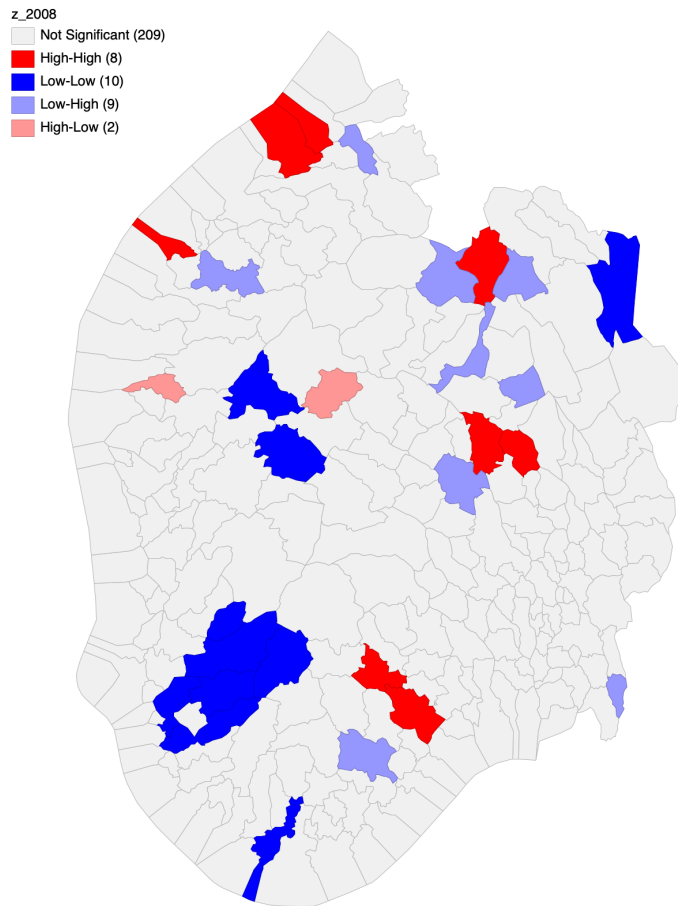 z_2008
Not Significant (209)
High-High (8)
Low-Low (10)
Low-High (9)
High-Low (2)